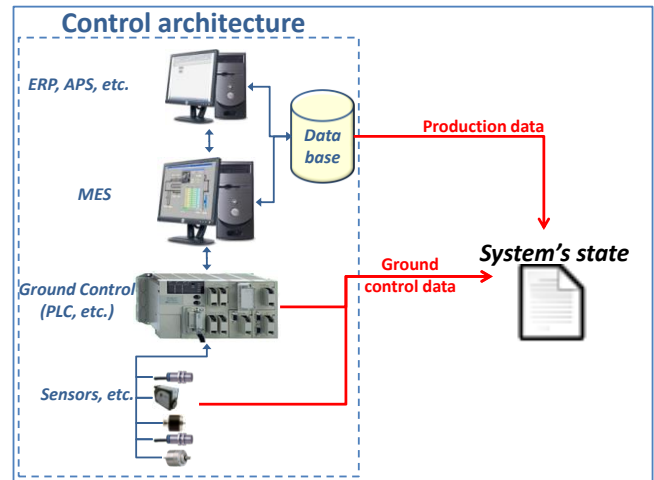 Control architecture
ERP, APS, etc.
Data
base
Production data
MES
System's state
Ground Control
(PLC, etc.)
Ground
control data
Sensors, etc.